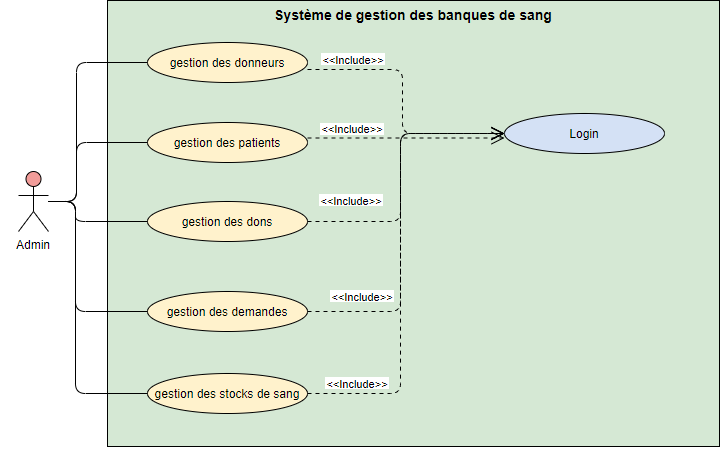 Système de gestion des banques de sang
gestion des donneurs
<<Include>>
gestion des patients
<<Include>>
Login
gestion des dons
<<Include>>
Admin
gestion des demandes
<<Include>>
gestion des stocks de sang
<<Include>>